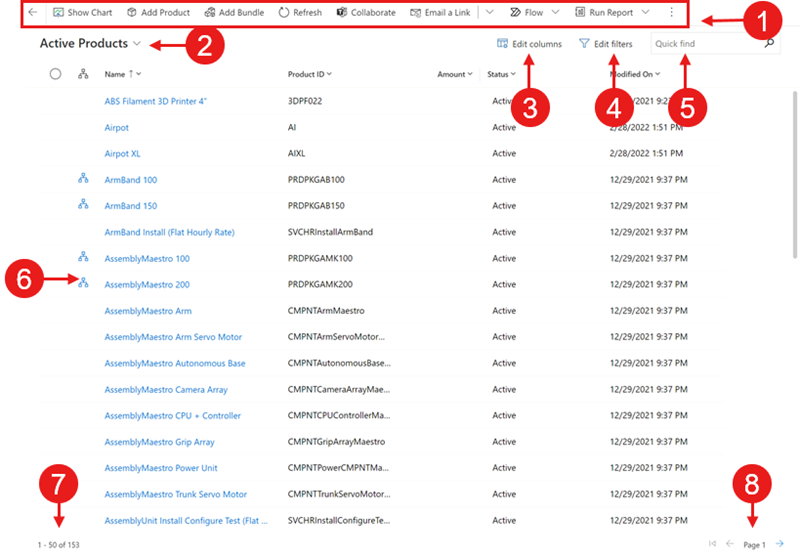 Show Chart Add Product Add Bundle Refresh Collaborate Email a Link Flow Run Report 1
Active Products 2 Edit columns Edit filters Quick find
Name Product ID Amount Status Modified On
3 4 5
ABS Filament 3D Printer 4" 3DPF022 Active
Airpot AI Active 2/28/2022 1:51 PM
Airpot XL AIXL Active 2/28/2022 1:51 PM
ArmBand 100 PRDPKGAB100 Active 12/29/2021 9:37 PM
ArmBand 150 PRDPKGAB150 Active 12/29/2021 9:37 PM
ArmBand Install (Flat Hourly Rate) SVCHRInstallArmBand Active 12/29/2021 9:37 PM
AssemblyMaestro 100 PRDPKGAMK100 Active 12/29/2021 9:37 PM
6 AssemblyMaestro 200 PRDPKGAMK200 Active 12/29/2021 9:37 PM
AssemblyMaestro Arm CMPNTArmMaestro Active 12/29/2021 9:37 PM
AssemblyMaestro Arm Servo Motor CMPNTArmServoMotor... Active 12/29/2021 9:37 PM
AssemblyMaestro Autonomous Base CMPNTAutonomousBase... Active 12/29/2021 9:37 PM
AssemblyMaestro Camera Array CMPNTCameraArrayMae... Active 12/29/2021 9:37 PM
AssemblyMaestro CPU + Controller CMPNTCPUControllerMa... Active 12/29/2021 9:37 PM
AssemblyMaestro Grip Array CMPNTGripArrayMaestro Active 12/29/2021 9:37 PM
AssemblyMaestro Power Unit CMPNTPowerCMPNTMa... Active 12/29/2021 9:37 PM
7 8
AssemblyMaestro Trunk Servo Motor CMPNTTrunkServoMotor... Active 12/29/2021 9:37 PM
AssemblyUnit Install Configure Test (Flat ... SVCHRInstallConfigureTe... Active 12/29/2021 9:37 PM
1 - 50 of 153 Page 1